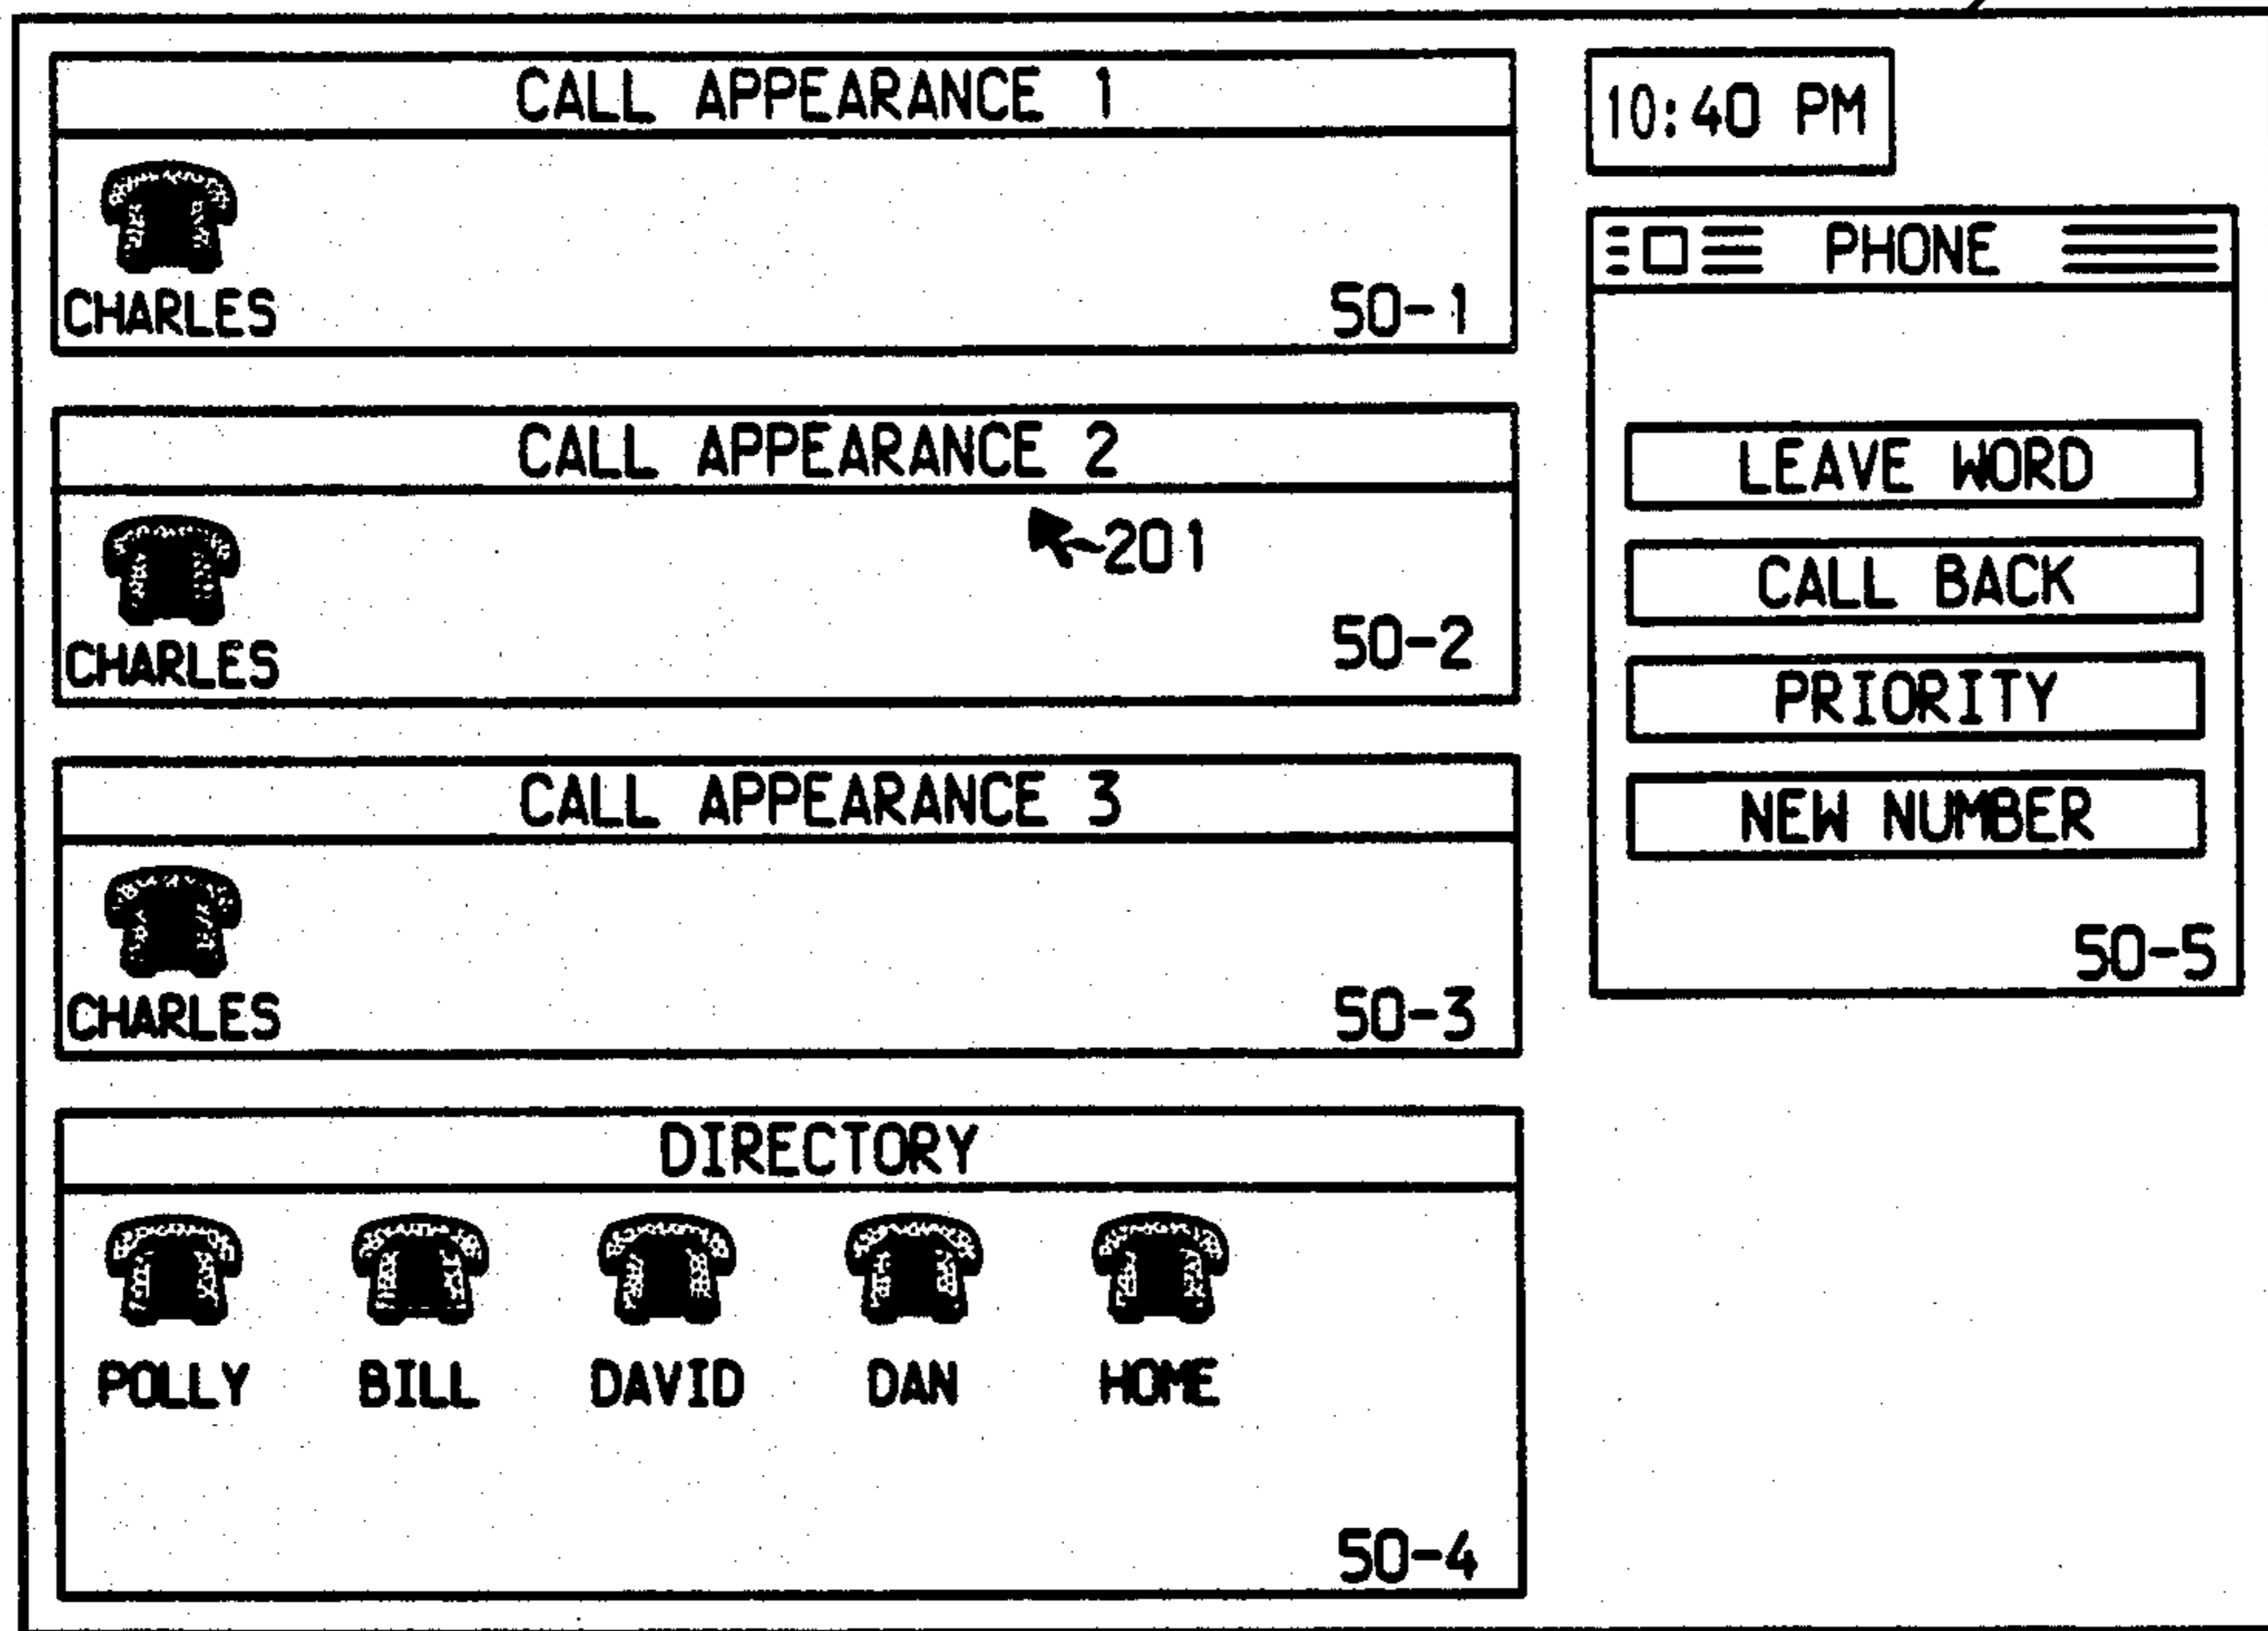 CALL APPEARANCE 1
CHARLES
50-1
CALL APPEARANCE 2
201
CHARLES
50-2
CALL APPEARANCE 3
CHARLES
50-3
DIRECTORY
POLLY BILL DAVID DAN HOME
50-4
10:40 PM
PHONE
LEAVE WORD
CALL BACK
PRIORITY
NEW NUMBER
50-5